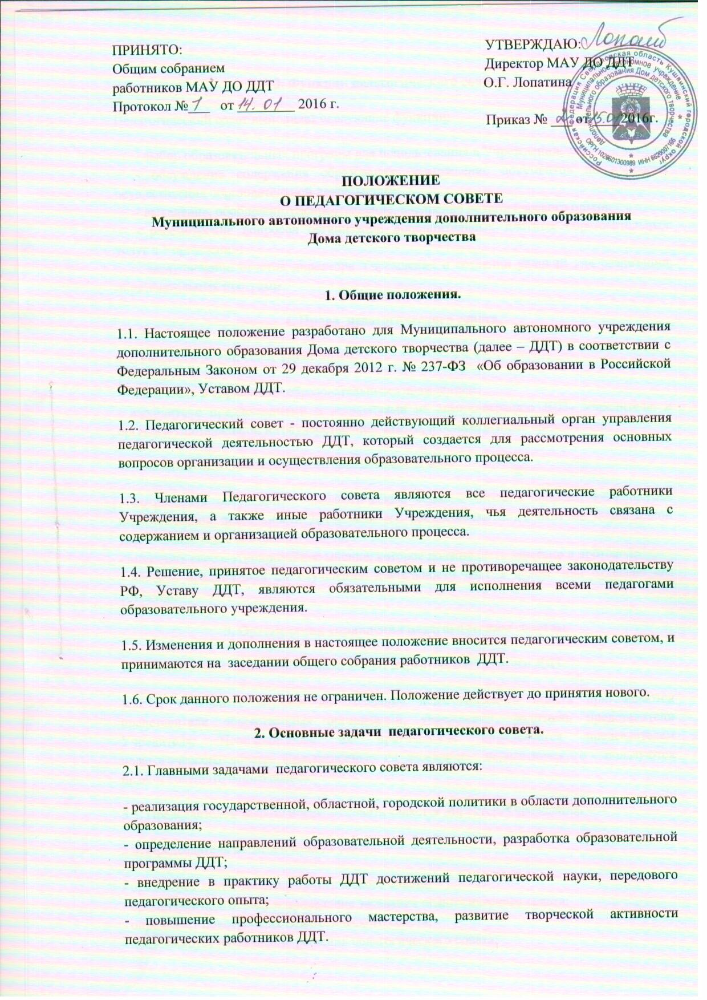 ПРИНЯТО:
Общим собранием
работников МАУ ДО ДДТ
Протокол № 1 от 14. 01 2016 г.
УТВЕРЖДАЮ:
Директор МАУ ДО ДДТ
О.Г. Лопатина
Приказ № от 15.01 2016г.
Российская Федерация Свердловская область Кушвинский городской округ
Муниципальное автономное учреждение
дополнительного образования Дом детского творчества
ОРГН 1029601300989 ИНН 6620007166
ПОЛОЖЕНИЕ
О ПЕДАГОГИЧЕСКОМ СОВЕТЕ
Муниципального автономного учреждения дополнительного образования
Дома детского творчества
1. Общие положения.
1.1. Настоящее положение разработано для Муниципального автономного учреждения
дополнительного образования Дома детского творчества (далее – ДДТ) в соответствии с
Федеральным Законом от 29 декабря 2012 г. № 237-ФЗ «Об образовании в Российской
Федерации», Уставом ДДТ.
1.2. Педагогический совет - постоянно действующий коллегиальный орган управления
педагогической деятельностью ДДТ, который создается для рассмотрения основных
вопросов организации и осуществления образовательного процесса.
1.3. Членами Педагогического совета являются все педагогические работники
Учреждения, а также иные работники Учреждения, чья деятельность связана с
содержанием и организацией образовательного процесса.
1.4. Решение, принятое педагогическим советом и не противоречащее законодательству
РФ, Уставу ДДТ, являются обязательными для исполнения всеми педагогами
образовательного учреждения.
1.5. Изменения и дополнения в настоящее положение вносится педагогическим советом, и
принимаются на заседании общего собрания работников ДДТ.
1.6. Срок данного положения не ограничен. Положение действует до принятия нового.
2. Основные задачи педагогического совета.
2.1. Главными задачами педагогического совета являются:
- реализация государственной, областной, городской политики в области дополнительного
образования;
- определение направлений образовательной деятельности, разработка образовательной
программы ДДТ;
- внедрение в практику работы ДДТ достижений педагогической науки, передового
педагогического опыта;
- повышение профессионального мастерства, развитие творческой активности
педагогических работников ДДТ.